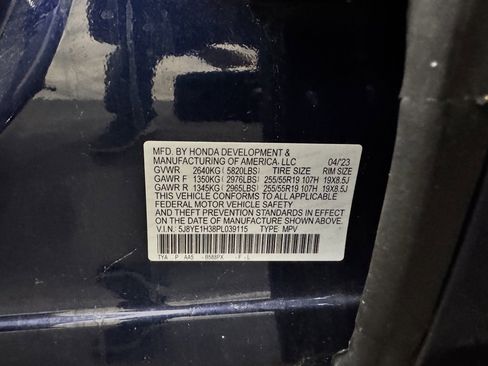 MFD. BY HONDA DEVELOPMENT &
MANUFACTURING OF AMERICA, LLC 04/'23
GVWR 2640KG (5820LBS) TIRE SIZE RIM SIZE
GAWR F 1350KG (2976LBS) 255/55R19 107H 19X8.5J
GAWR R 1345KG (2965LBS) 255/55R19 107H 19X8.5J
THIS VEHICLE CONFORMS TO ALL APPLICABLE
FEDERAL MOTOR VEHICLE SAFETY
AND THEFT PREVENTION STANDARDS IN EFFECT
ON THE DATE OF MANUFACTURE SHOWN ABOVE.
V.I.N. 5J8YE1H38PL039115 TYPE: MPV
TYA P AA5 B588PX -F -L